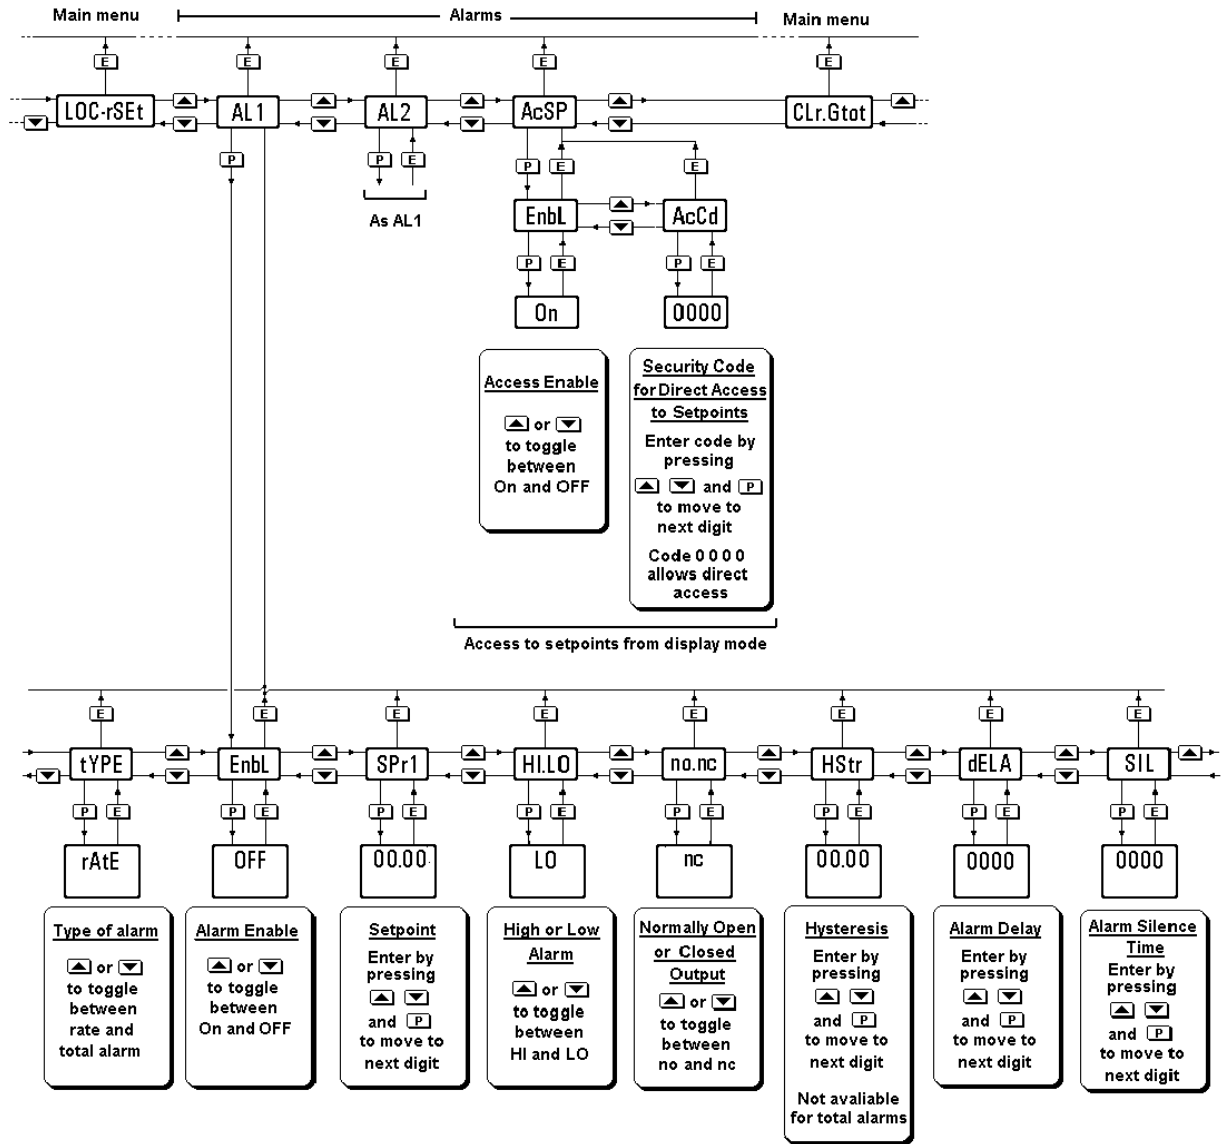 Main menu
Alarms
Main menu
E
E
E
E
E
LOC-rSEt
AL1
AL2
AcSP
CLr.Gtot
P
P
E
P
E
E
As AL1
EnbL
AcCd
P
E
P
E
On
0000
Access Enable
or
to toggle
between
On and OFF
Security Code
for Direct Access
to Setpoints
Enter code by
pressing
and P
to move to
next digit
Code 0 0 0 0
allows direct
access
Access to setpoints from display mode
E
E
E
E
E
E
E
E
tYPE
EnbL
SPr1
HI.LO
no.nc
HStr
dELA
SIL
P
E
P
E
P
E
P
E
P
E
P
E
P
E
P
E
rAtE
OFF
00.00
LO
nc
00.00
0000
0000
Type of alarm
or
to toggle
between
rate and
total alarm
Alarm Enable
or
to toggle
between
On and OFF
Setpoint
Enter by
pressing
and P
to move to
next digit
High or Low
Alarm
or
to toggle
between
HI and LO
Normally Open
or Closed
Output
or
to toggle
between
no and nc
Hysteresis
Enter by
pressing
and P
to move to
next digit
Not avaliable
for total alarms
Alarm Delay
Enter by
pressing
and P
to move to
next digit
Alarm Silence
Time
Enter by
pressing
and P
to move to
next digit